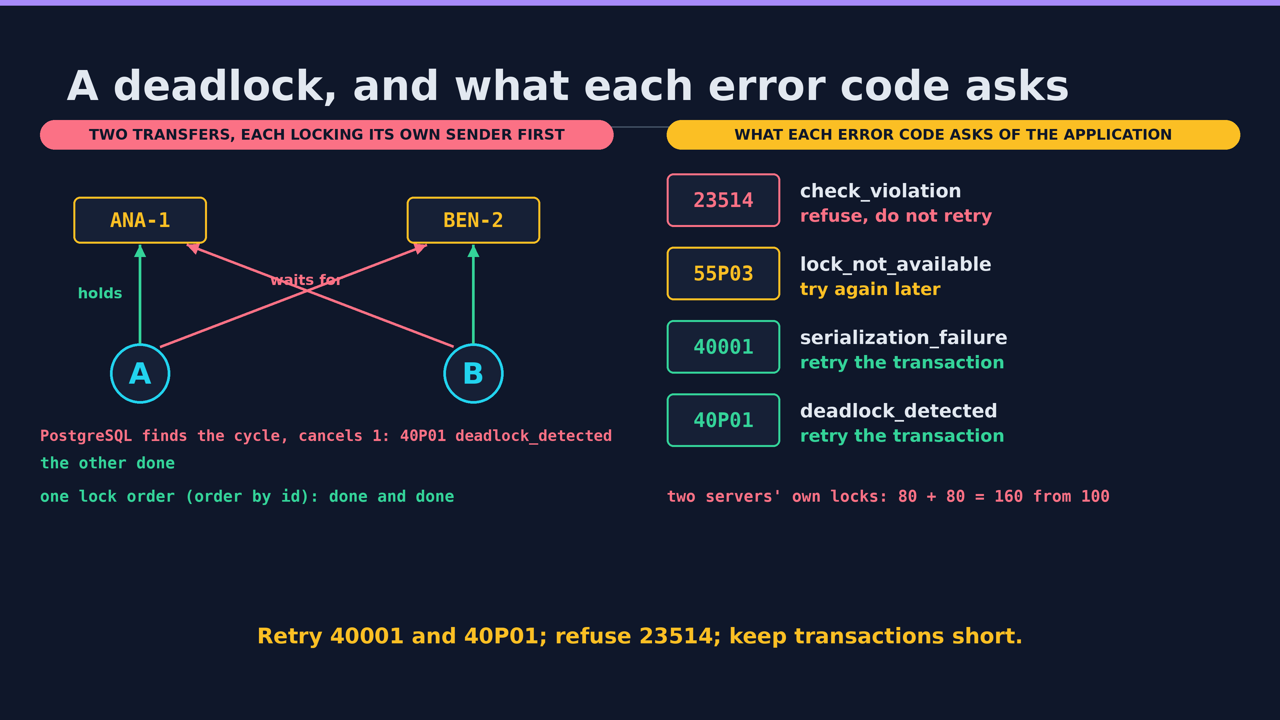 A deadlock, and what each error code asks
TWO TRANSFERS, EACH LOCKING ITS OWN SENDER FIRST
ANA-1
BEN-2
waits for
holds
A
B
PostgreSQL finds the cycle, cancels 1: 40P01 deadlock_detected
the other done
one lock order (order by id): done and done
WHAT EACH ERROR CODE ASKS OF THE APPLICATION
23514
check_violation
refuse, do not retry
55P03
lock_not_available
try again later
40001
serialization_failure
retry the transaction
40P01
deadlock_detected
retry the transaction
two servers' own locks: 80 + 80 = 160 from 100
Retry 40001 and 40P01; refuse 23514; keep transactions short.